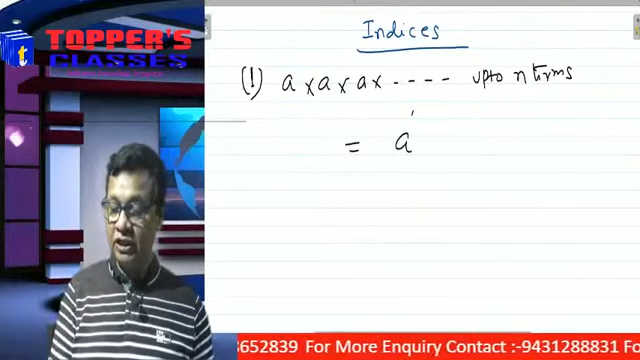 Indices
TOPPER'S
CLASSES
t
(1) a x a x a x ---- upto n terms
= a
8652839 For More Enquiry Contact :-9431288831 Fo